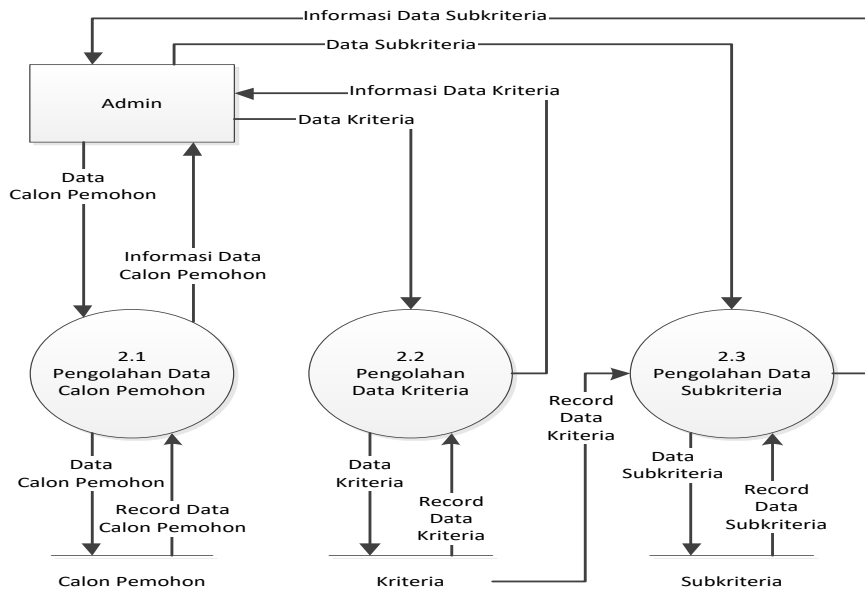 Informasi Data Subkriteria
Data Subkriteria
Informasi Data Kriteria
Admin
Data Kriteria
Data
Calon Pemohon
Informasi Data
Calon Pemohon
2.1
Pengolahan Data
Calon Pemohon
2.2
Pengolahan
Data Kriteria
2.3
Pengolahan Data
Subkriteria
Record
Data
Kriteria
Data
Calon Pemohon
Record Data
Calon Pemohon
Data
Kriteria
Record
Data
Kriteria
Data
Subkriteria
Record
Data
Subkriteria
Calon Pemohon
Kriteria
Subkriteria